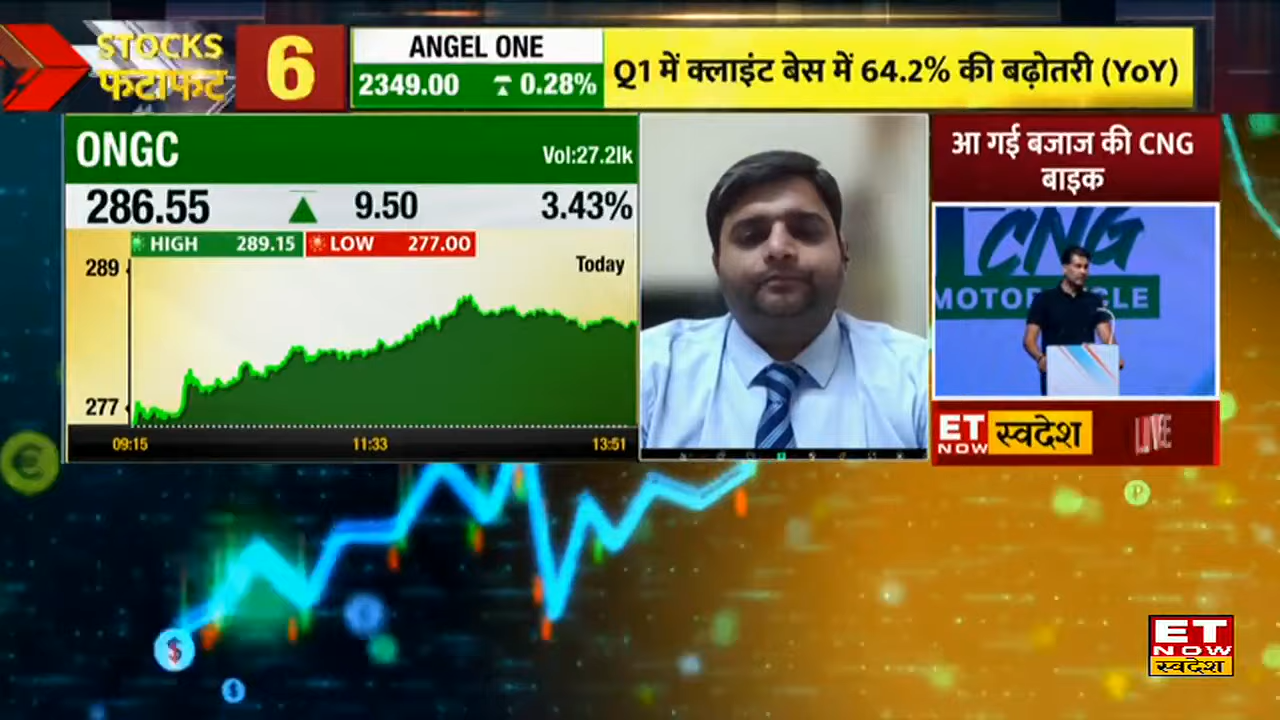 STOCKS
फटाफट
6
ANGEL ONE
2349.00 0.28%
Q1 में क्लाइंट बेस में 64.2% की बढ़ोतरी (YoY)
ONGC
Vol:27.2lk
286.55 9.50 3.43%
HIGH 289.15 LOW 277.00
Today
289
277
09:15 11:33 13:51
आ गई बजाज की CNG
बाइक
CNG
ET
NOW
स्वदेश
LIVE
ET
NOW
स्वदेश